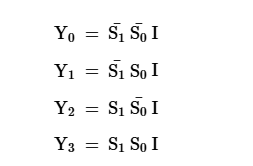 Y₀ = S̄₁ S̄₀ I
Y₁ = S̄₁ S₀ I
Y₂ = S₁ S̄₀ I
Y₃ = S₁ S₀ I